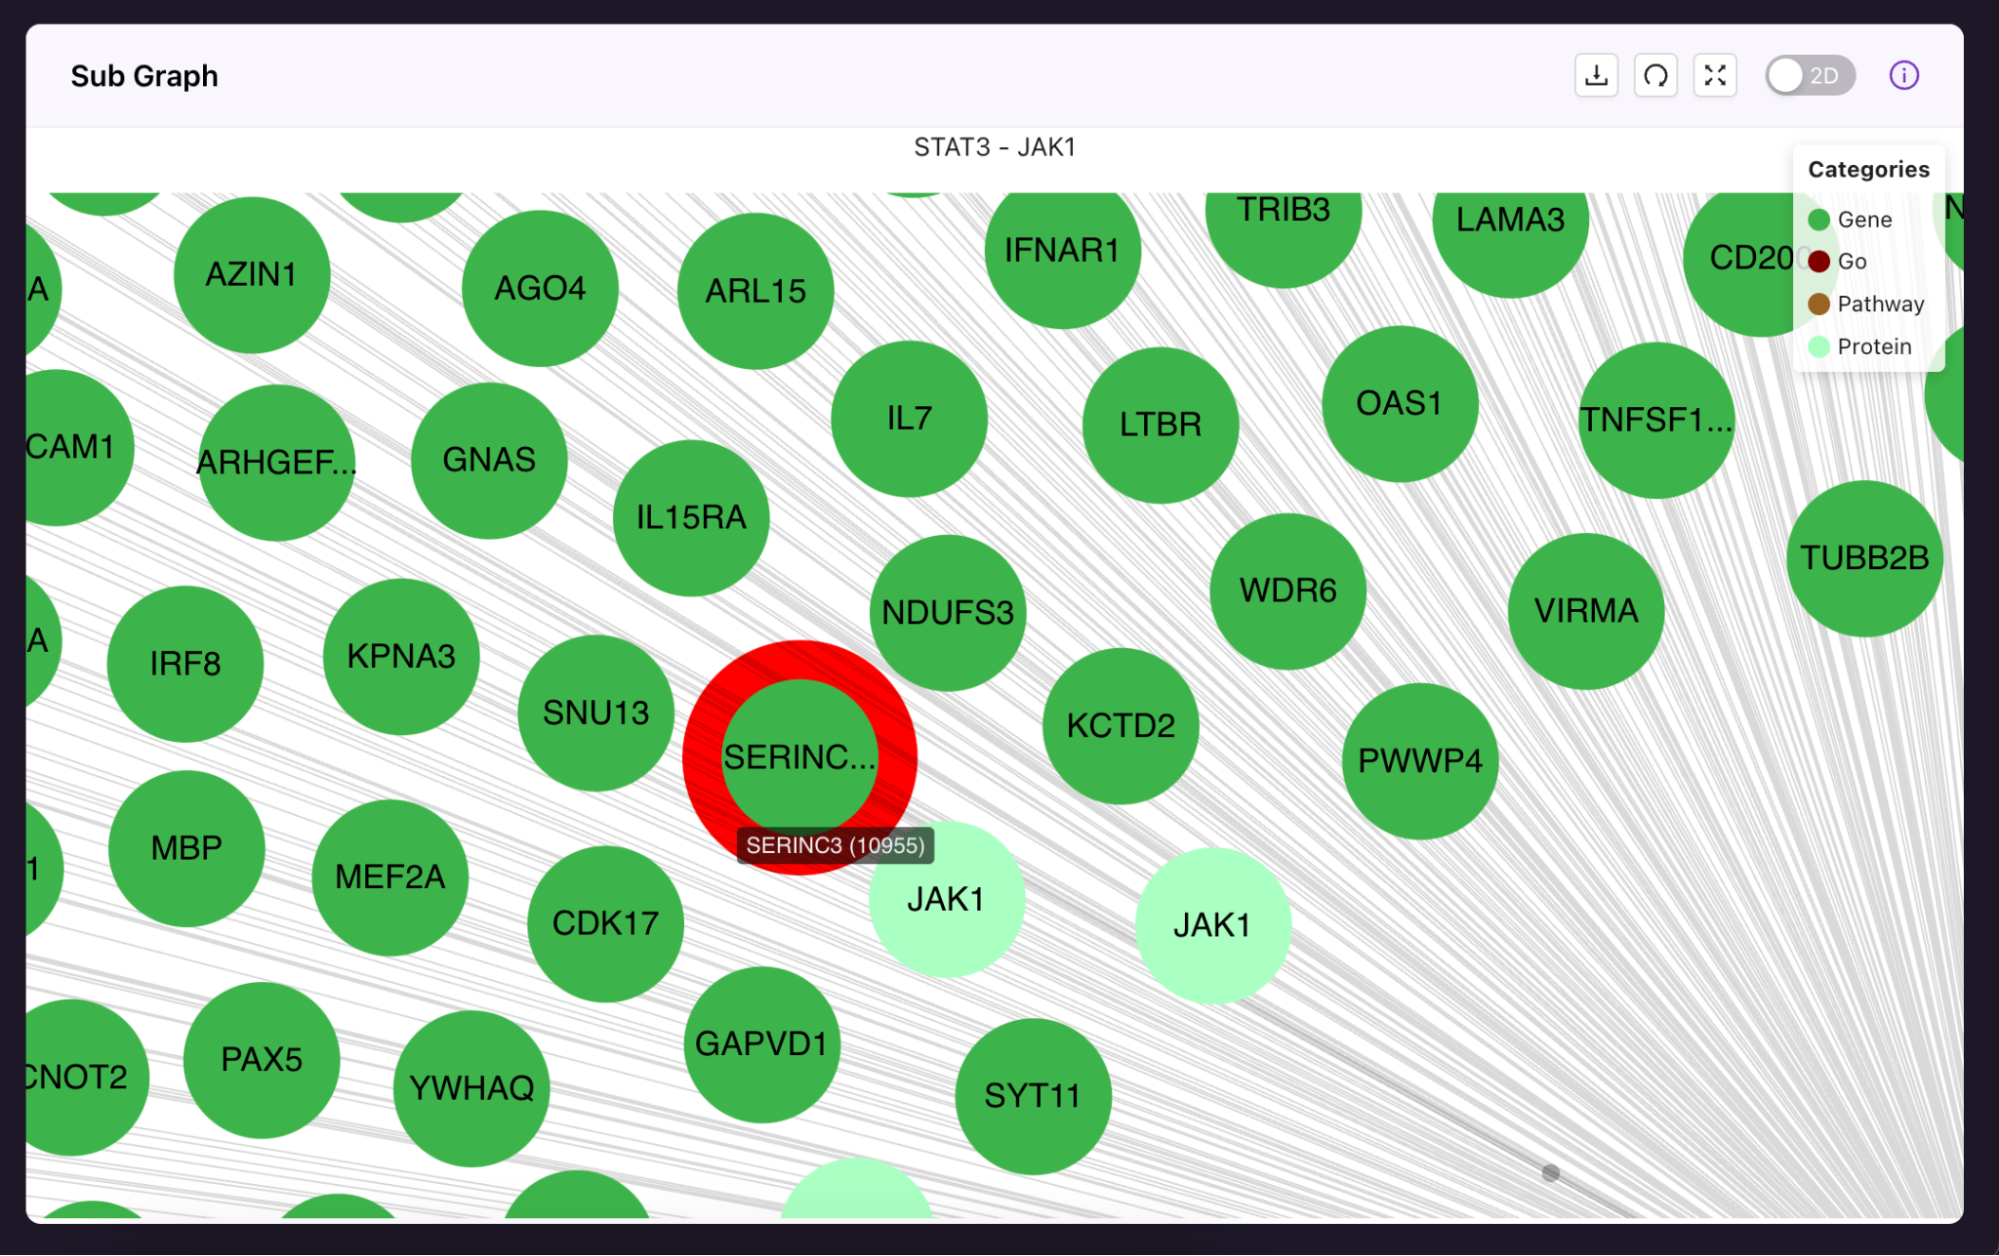 Sub Graph
2D
STAT3 - JAK1
Categories
Gene
Go
Pathway
Protein
TRIB3
LAMA3
IFNAR1
CD200
N
AZIN1
AGO4
ARL15
A
IL7
LTBR
OAS1
TNFSF1...
CAM1
ARHGEF...
GNAS
IL15RA
TUBB2B
NDUFS3
WDR6
VIRMA
A
IRF8
KPNA3
SNU13
SERINC...
KCTD2
PWWP4
SERINC3 (10955)
MBP
MEF2A
1
JAK1
JAK1
CDK17
GAPVD1
PAX5
CNOT2
YWHAQ
SYT11